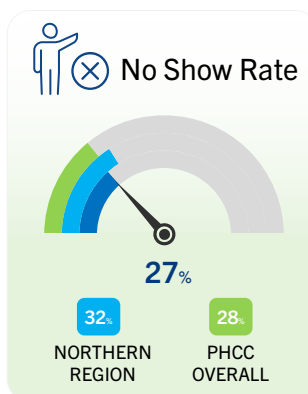 No Show Rate
27%
32% 28%
NORTHERN PHCC
REGION OVERALL